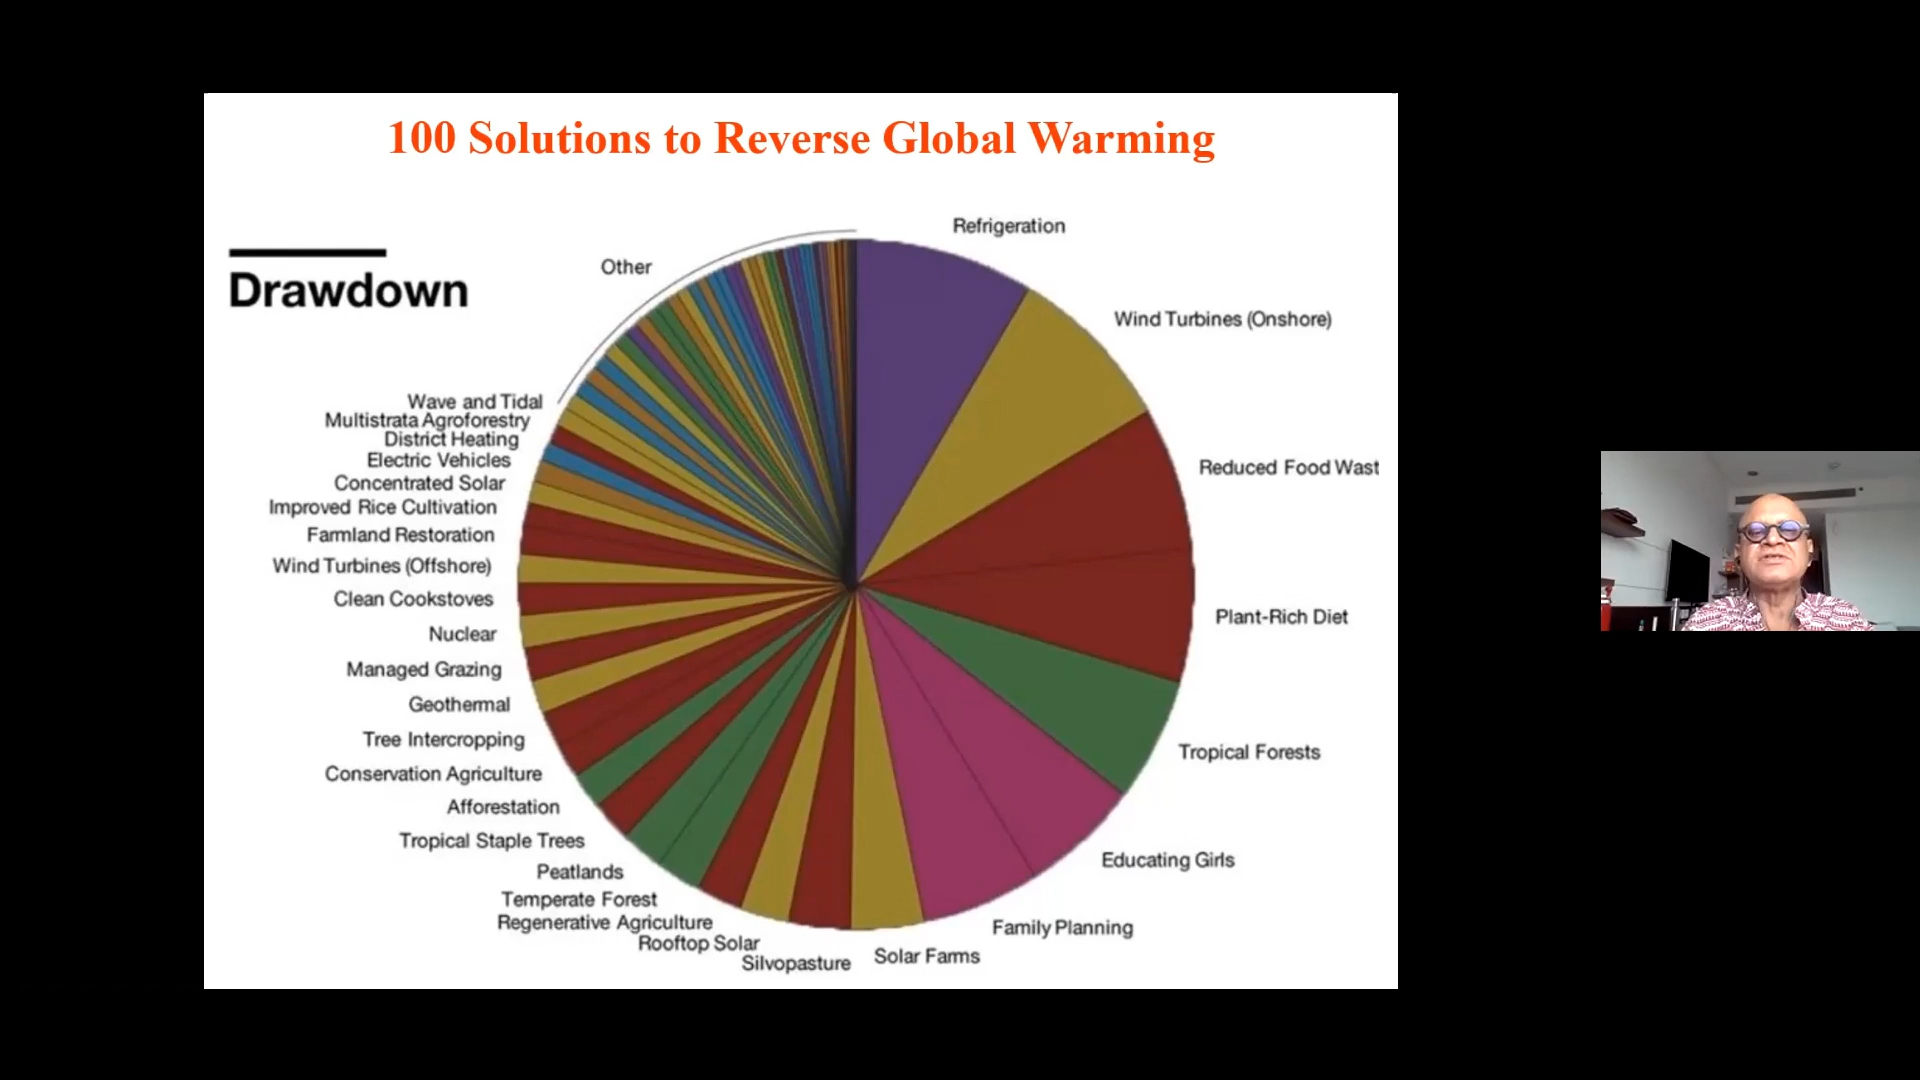 100 Solutions to Reverse Global Warming
Drawdown
Refrigeration
Wind Turbines (Onshore)
Reduced Food Wast
Plant-Rich Diet
Tropical Forests
Educating Girls
Family Planning
Solar Farms
Silvopasture
Rooftop Solar
Regenerative Agriculture
Temperate Forest
Peatlands
Tropical Staple Trees
Afforestation
Conservation Agriculture
Tree Intercropping
Geothermal
Managed Grazing
Nuclear
Clean Cookstoves
Wind Turbines (Offshore)
Farmland Restoration
Improved Rice Cultivation
Concentrated Solar
Electric Vehicles
District Heating
Multistrata Agroforestry
Wave and Tidal
Other